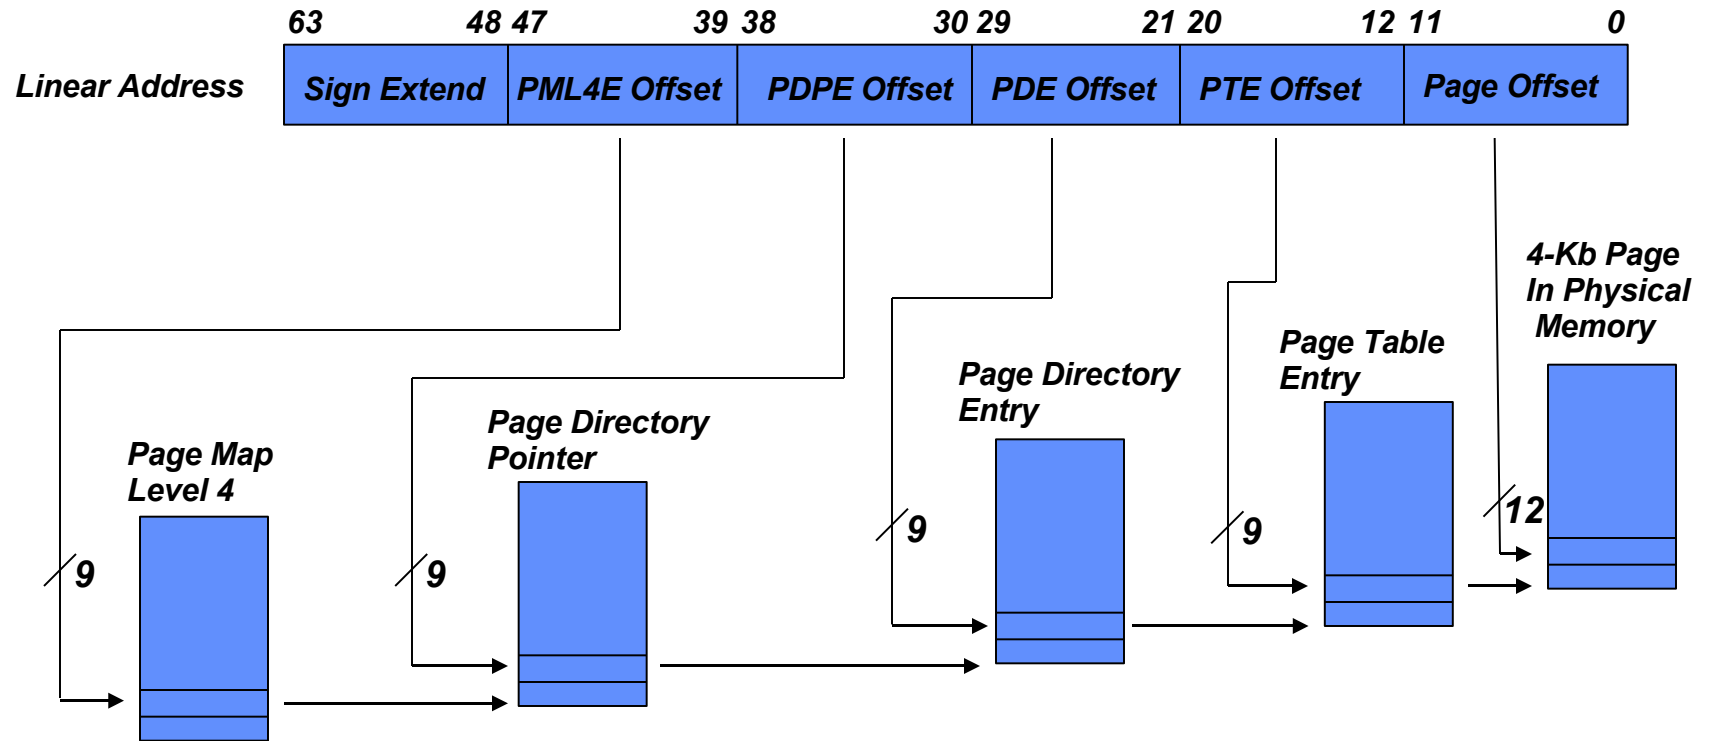 63 48 47 39 38 30 29 21 20 12 11 0
Linear Address Sign Extend PML4E Offset PDPE Offset PDE Offset PTE Offset Page Offset
4-Kb Page
In Physical
Memory
Page Table
Entry
Page Directory
Entry
Page Directory
Pointer
Page Map
Level 4
9
9
9
9
12